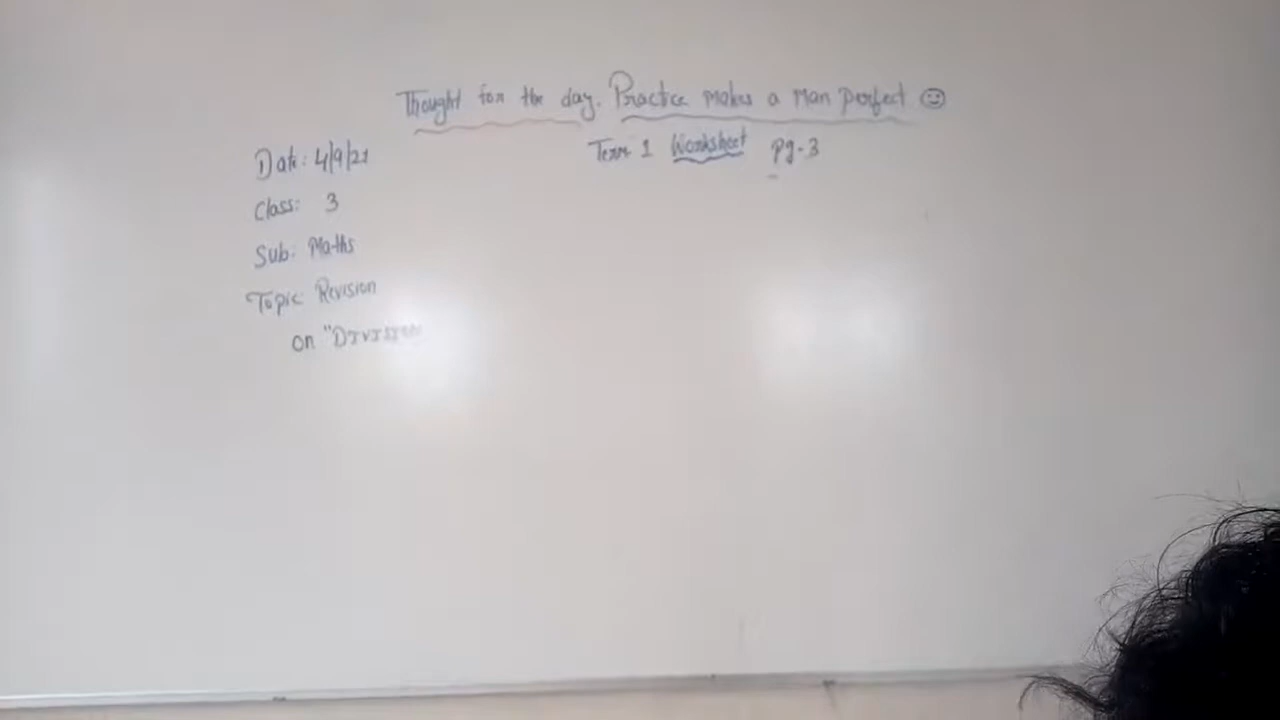 Thought for the day. Practice makes a Man perfect ☺
Term 1 Worksheet pg-3
Date: 4/9/21
Class: 3
Sub: Maths
Topic Revision
on "Division